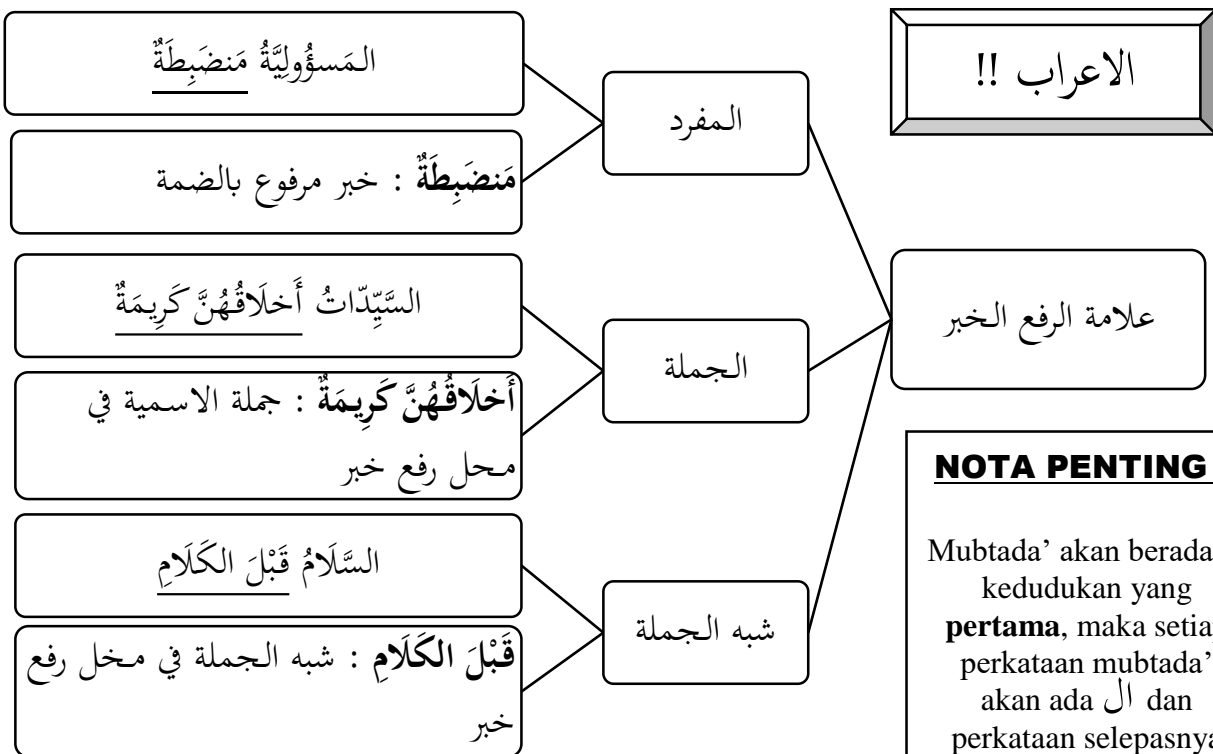 الاعراب !!
علامة الرفع الخبر
المفرد
المَسؤُولِيَّةُ مَنضَبِطَةٌ
مَنضَبِطَةٌ : خبر مرفوع بالضمة
الجملة
السَّيِّدّاتُ أَخلَاقُهُنَّ كَرِيمَةٌ
أَخلَاقُهُنَّ كَرِيمَةٌ : جملة الاسمية في
محل رفع خبر
شبه الجملة
السَّلَامُ قَبْلَ الكَلَامِ
قَبْلَ الكَلَامِ : شبه الجملة في مخل رفع
خبر
NOTA PENTING
Mubtada’ akan berada
kedudukan yang
pertama, maka setiap
perkataan mubtada’
akan ada ال dan
perkataan selepasnya